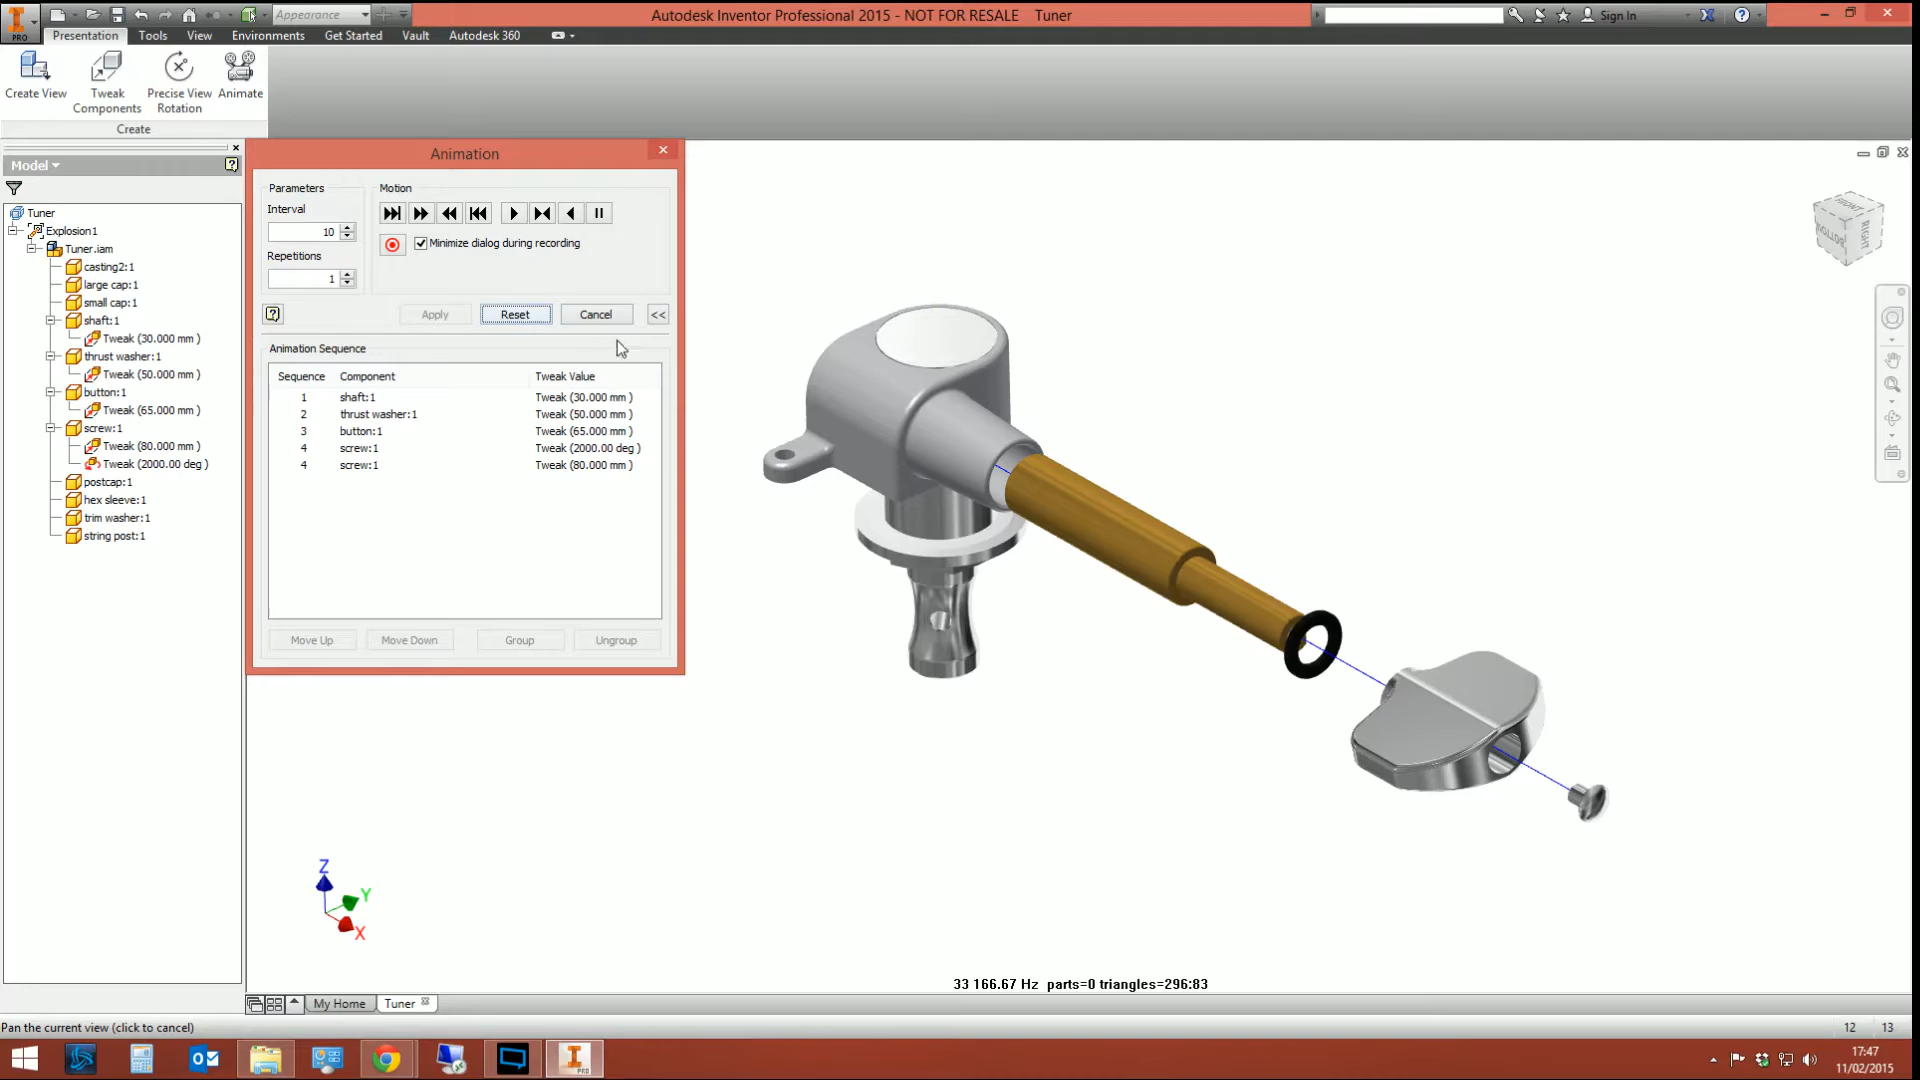 Appearance
Autodesk Inventor Professional 2015 - NOT FOR RESALE Tuner
Sign In
PRO
Presentation Tools View Environments Get Started Vault Autodesk 360
Create View
Tweak Components
Precise View Rotation
Animate
Create
Model
Tuner
Explosion1
Tuner.iam
casting2:1
large cap:1
small cap:1
shaft:1
Tweak (30.000 mm )
thrust washer:1
Tweak (50.000 mm )
button:1
Tweak (65.000 mm )
screw:1
Tweak (80.000 mm )
Tweak (2000.00 deg )
postcap:1
hex sleeve:1
trim washer:1
string post:1
Animation
Parameters
Motion
Interval
10
Minimize dialog during recording
Repetitions
1
Apply Reset Cancel <<
Animation Sequence
Sequence Component Tweak Value
1 shaft:1 Tweak (30.000 mm )
2 thrust washer:1 Tweak (50.000 mm )
3 button:1 Tweak (65.000 mm )
4 screw:1 Tweak (2000.00 deg )
4 screw:1 Tweak (80.000 mm )
Move Up Move Down Group Ungroup
FRONT
RIGHT
BOTTOM
Z
Y
X
33 166.67 Hz parts=0 triangles=296:83
My Home Tuner
Pan the current view (click to cancel)
12 13
PRO
17:47
11/02/2015